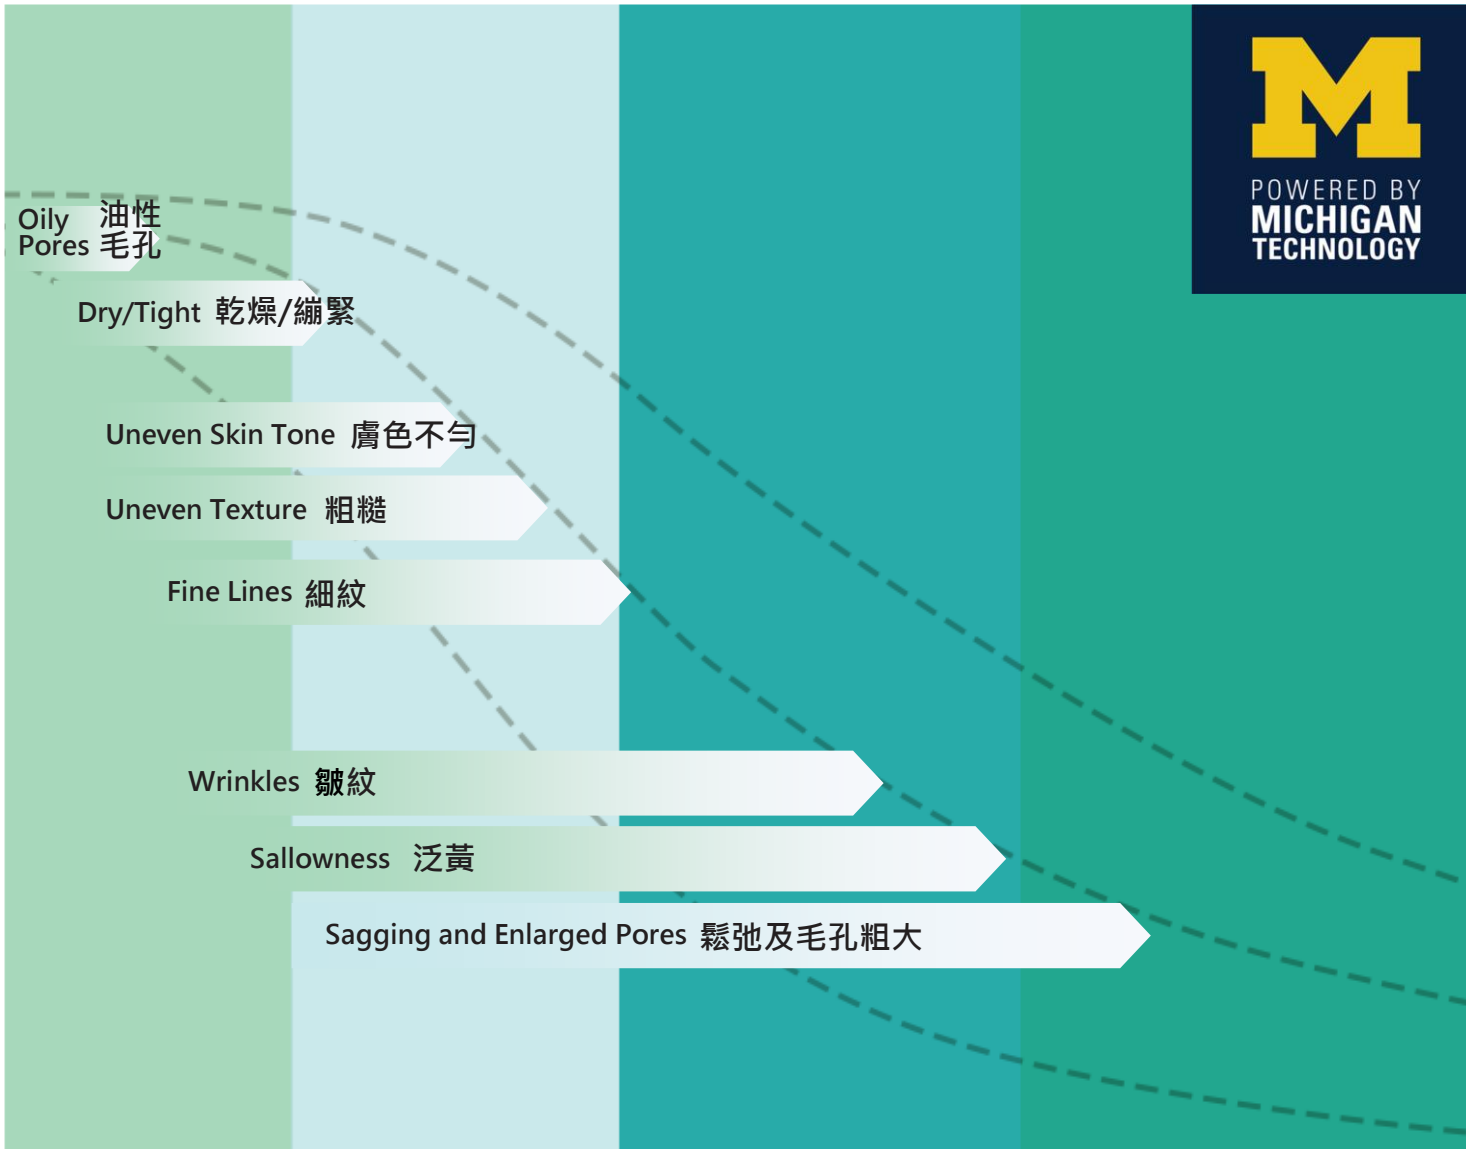 M
POWERED BY
MICHIGAN
TECHNOLOGY
Oily 油性
Pores 毛孔
Dry/Tight 乾燥/繃緊
Uneven Skin Tone 膚色不勻
Uneven Texture 粗糙
Fine Lines 細紋
Wrinkles 皺紋
Sallowness 泛黃
Sagging and Enlarged Pores 鬆弛及毛孔粗大